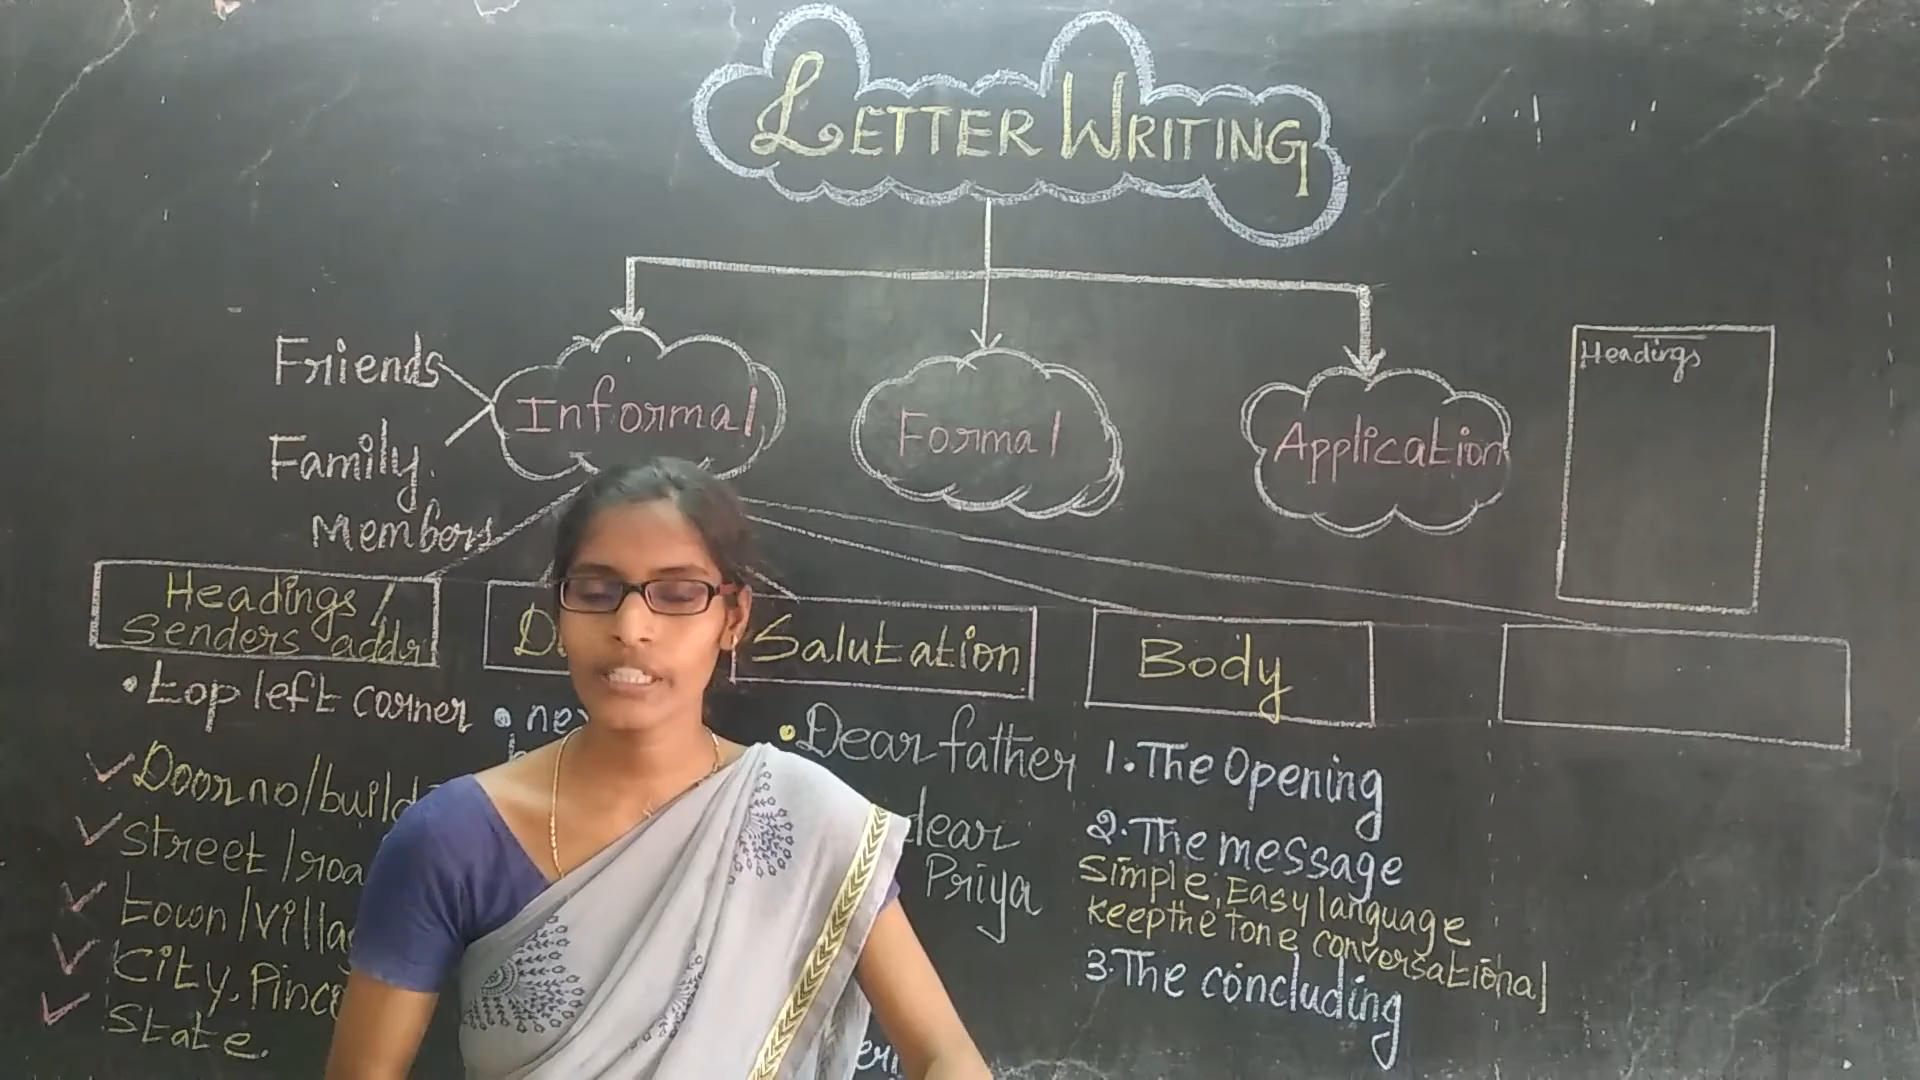 LETTER WRITING
Friends
Family
Members
Informal
Formal
Application
Headings
Headings /
Senders addr
Salutation
Body
• top left corner
• Dear father
dear
Priya
Door no/build
street / roa
town/Villag
City, Pinco
State.
1. The Opening
2. The message
Simple, Easy language
keep the tone conversational
3. The concluding